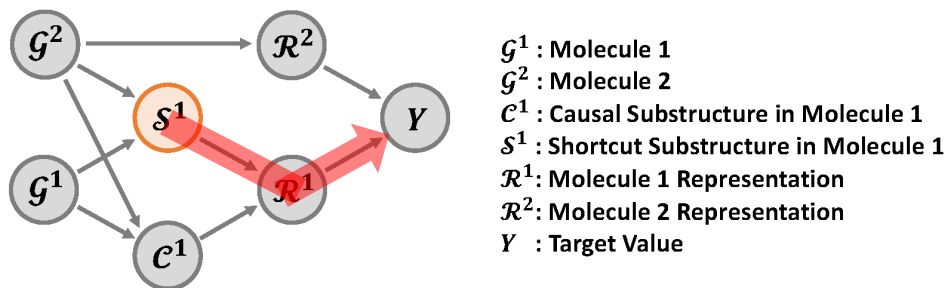 𝒢²
ℛ²
𝒮¹
Y
𝒢¹
ℛ¹
𝒞¹
𝒢¹ : Molecule 1
𝒢² : Molecule 2
𝒞¹ : Causal Substructure in Molecule 1
𝒮¹ : Shortcut Substructure in Molecule 1
ℛ¹ : Molecule 1 Representation
ℛ² : Molecule 2 Representation
Y : Target Value